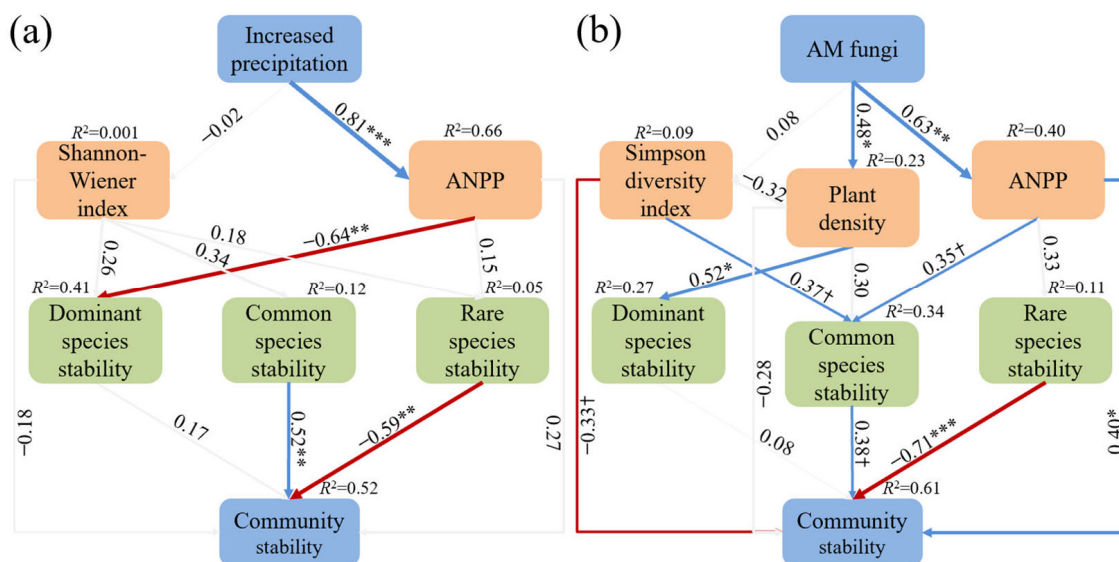 (a)
Increased
precipitation
−0.02
0.81***
R²=0.001
Shannon-
Wiener
index
R²=0.66
ANPP
0.26
0.34
0.18
−0.64**
0.15
R²=0.41
Dominant
species
stability
R²=0.12
Common
species
stability
R²=0.05
Rare
species
stability
−0.18
0.17
0.52**
−0.59**
0.27
R²=0.52
Community
stability
(b)
AM fungi
0.08
0.48*
0.63**
R²=0.09
Simpson
diversity
index
−0.32
R²=0.23
Plant
density
R²=0.40
ANPP
0.52*
0.37†
0.30
0.35†
0.33
R²=0.27
Dominant
species
stability
R²=0.34
Common
species
stability
R²=0.11
Rare
species
stability
−0.33†
−0.28
0.08
0.38†
−0.71***
0.40*
R²=0.61
Community
stability